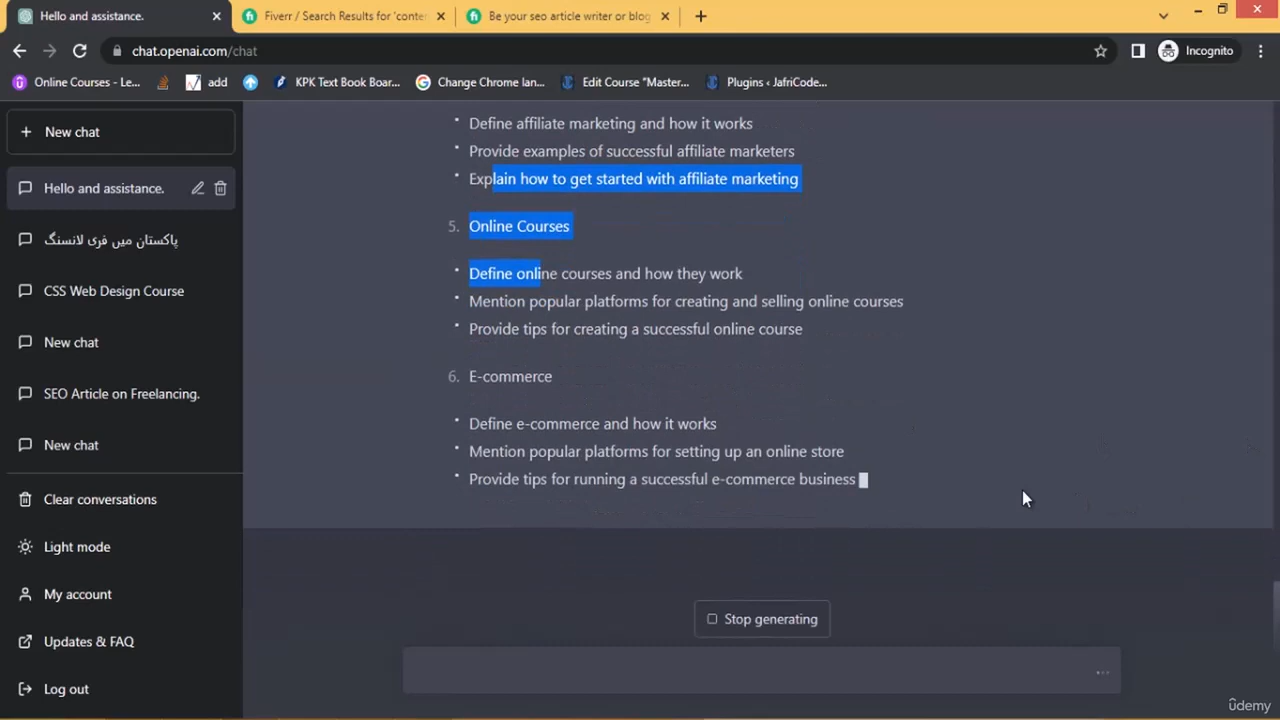 Hello and assistance.
Fiverr / Search Results for 'conte
Be your seo article writer or blog
chat.openai.com/chat
Incognito
Online Courses - Le...
add
KPK Text Book Boar...
Change Chrome lan...
Edit Course "Master...
Plugins ‹ JafriCode...
New chat
Hello and assistance.
پاکستان میں فری لانسنگ
CSS Web Design Course
New chat
SEO Article on Freelancing.
New chat
Clear conversations
Light mode
My account
Updates & FAQ
Log out
• Define affiliate marketing and how it works
• Provide examples of successful affiliate marketers
• Explain how to get started with affiliate marketing
5. Online Courses
• Define online courses and how they work
• Mention popular platforms for creating and selling online courses
• Provide tips for creating a successful online course
6. E-commerce
• Define e-commerce and how it works
• Mention popular platforms for setting up an online store
• Provide tips for running a successful e-commerce business
Stop generating
...
ûdemy